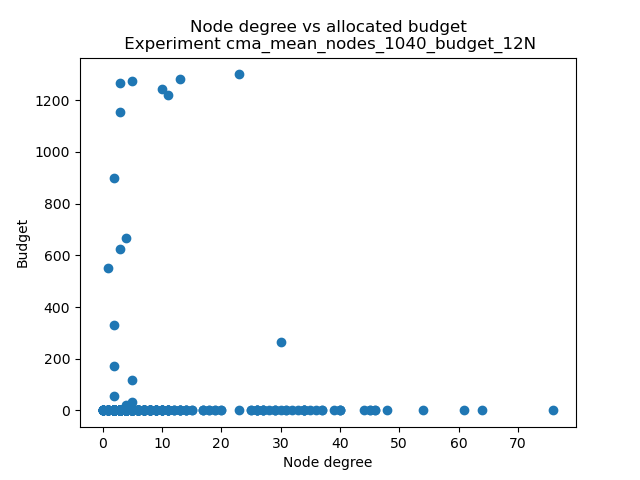 Node degree vs allocated budget
Experiment cma_mean_nodes_1040_budget_12N
1200
1000
800
600
400
200
0
Budget
0 10 20 30 40 50 60 70
Node degree